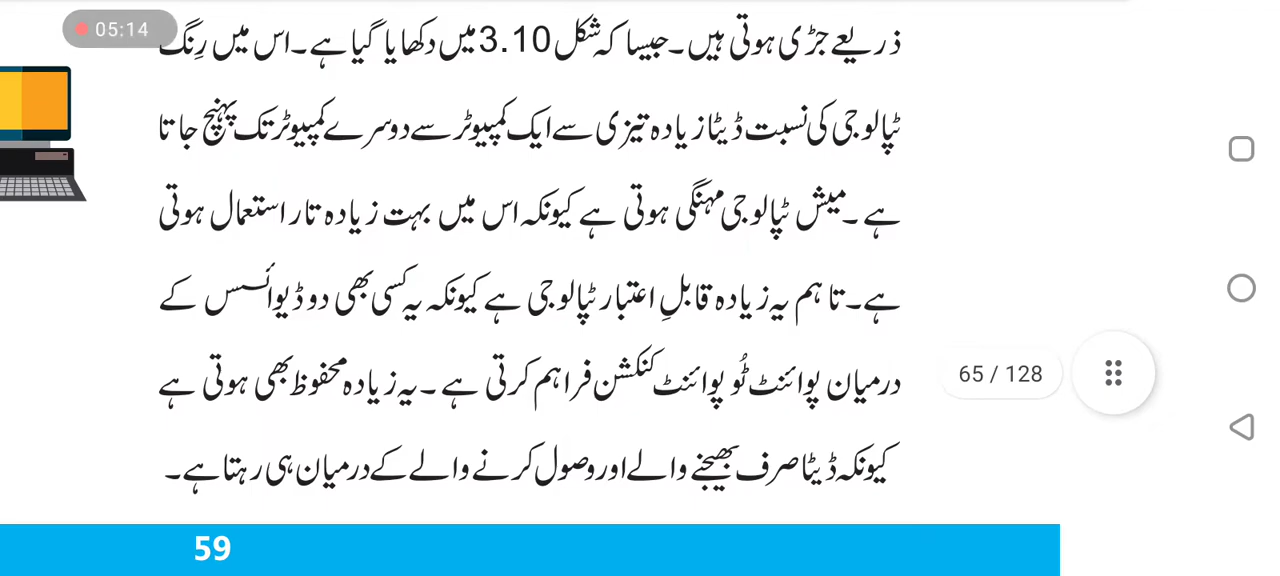 05:14
ذریعے جڑی ہوتی ہیں۔ جیسا کہ شکل 3.10 میں دکھایا گیا ہے۔ اس میں رِنگ
ٹپالوجی کی نسبت ڈیٹا زیادہ تیزی سے ایک کمپیوٹر سے دوسرے کمپیوٹر تک پہنچ جاتا
ہے۔ میش ٹپالوجی مہنگی ہوتی ہے کیونکہ اس میں بہت زیادہ تار استعمال ہوتی
ہے۔ تاہم یہ زیادہ قابلِ اعتبار ٹپالوجی ہے کیونکہ یہ کسی بھی دو ڈیوائسس کے
درمیان پوائنٹ ٹُو پوائنٹ کنکشن فراہم کرتی ہے۔ یہ زیادہ محفوظ بھی ہوتی ہے
کیونکہ ڈیٹا صرف بھیجنے والے اور وصول کرنے والے کے درمیان ہی رہتا ہے۔
65 / 128
59